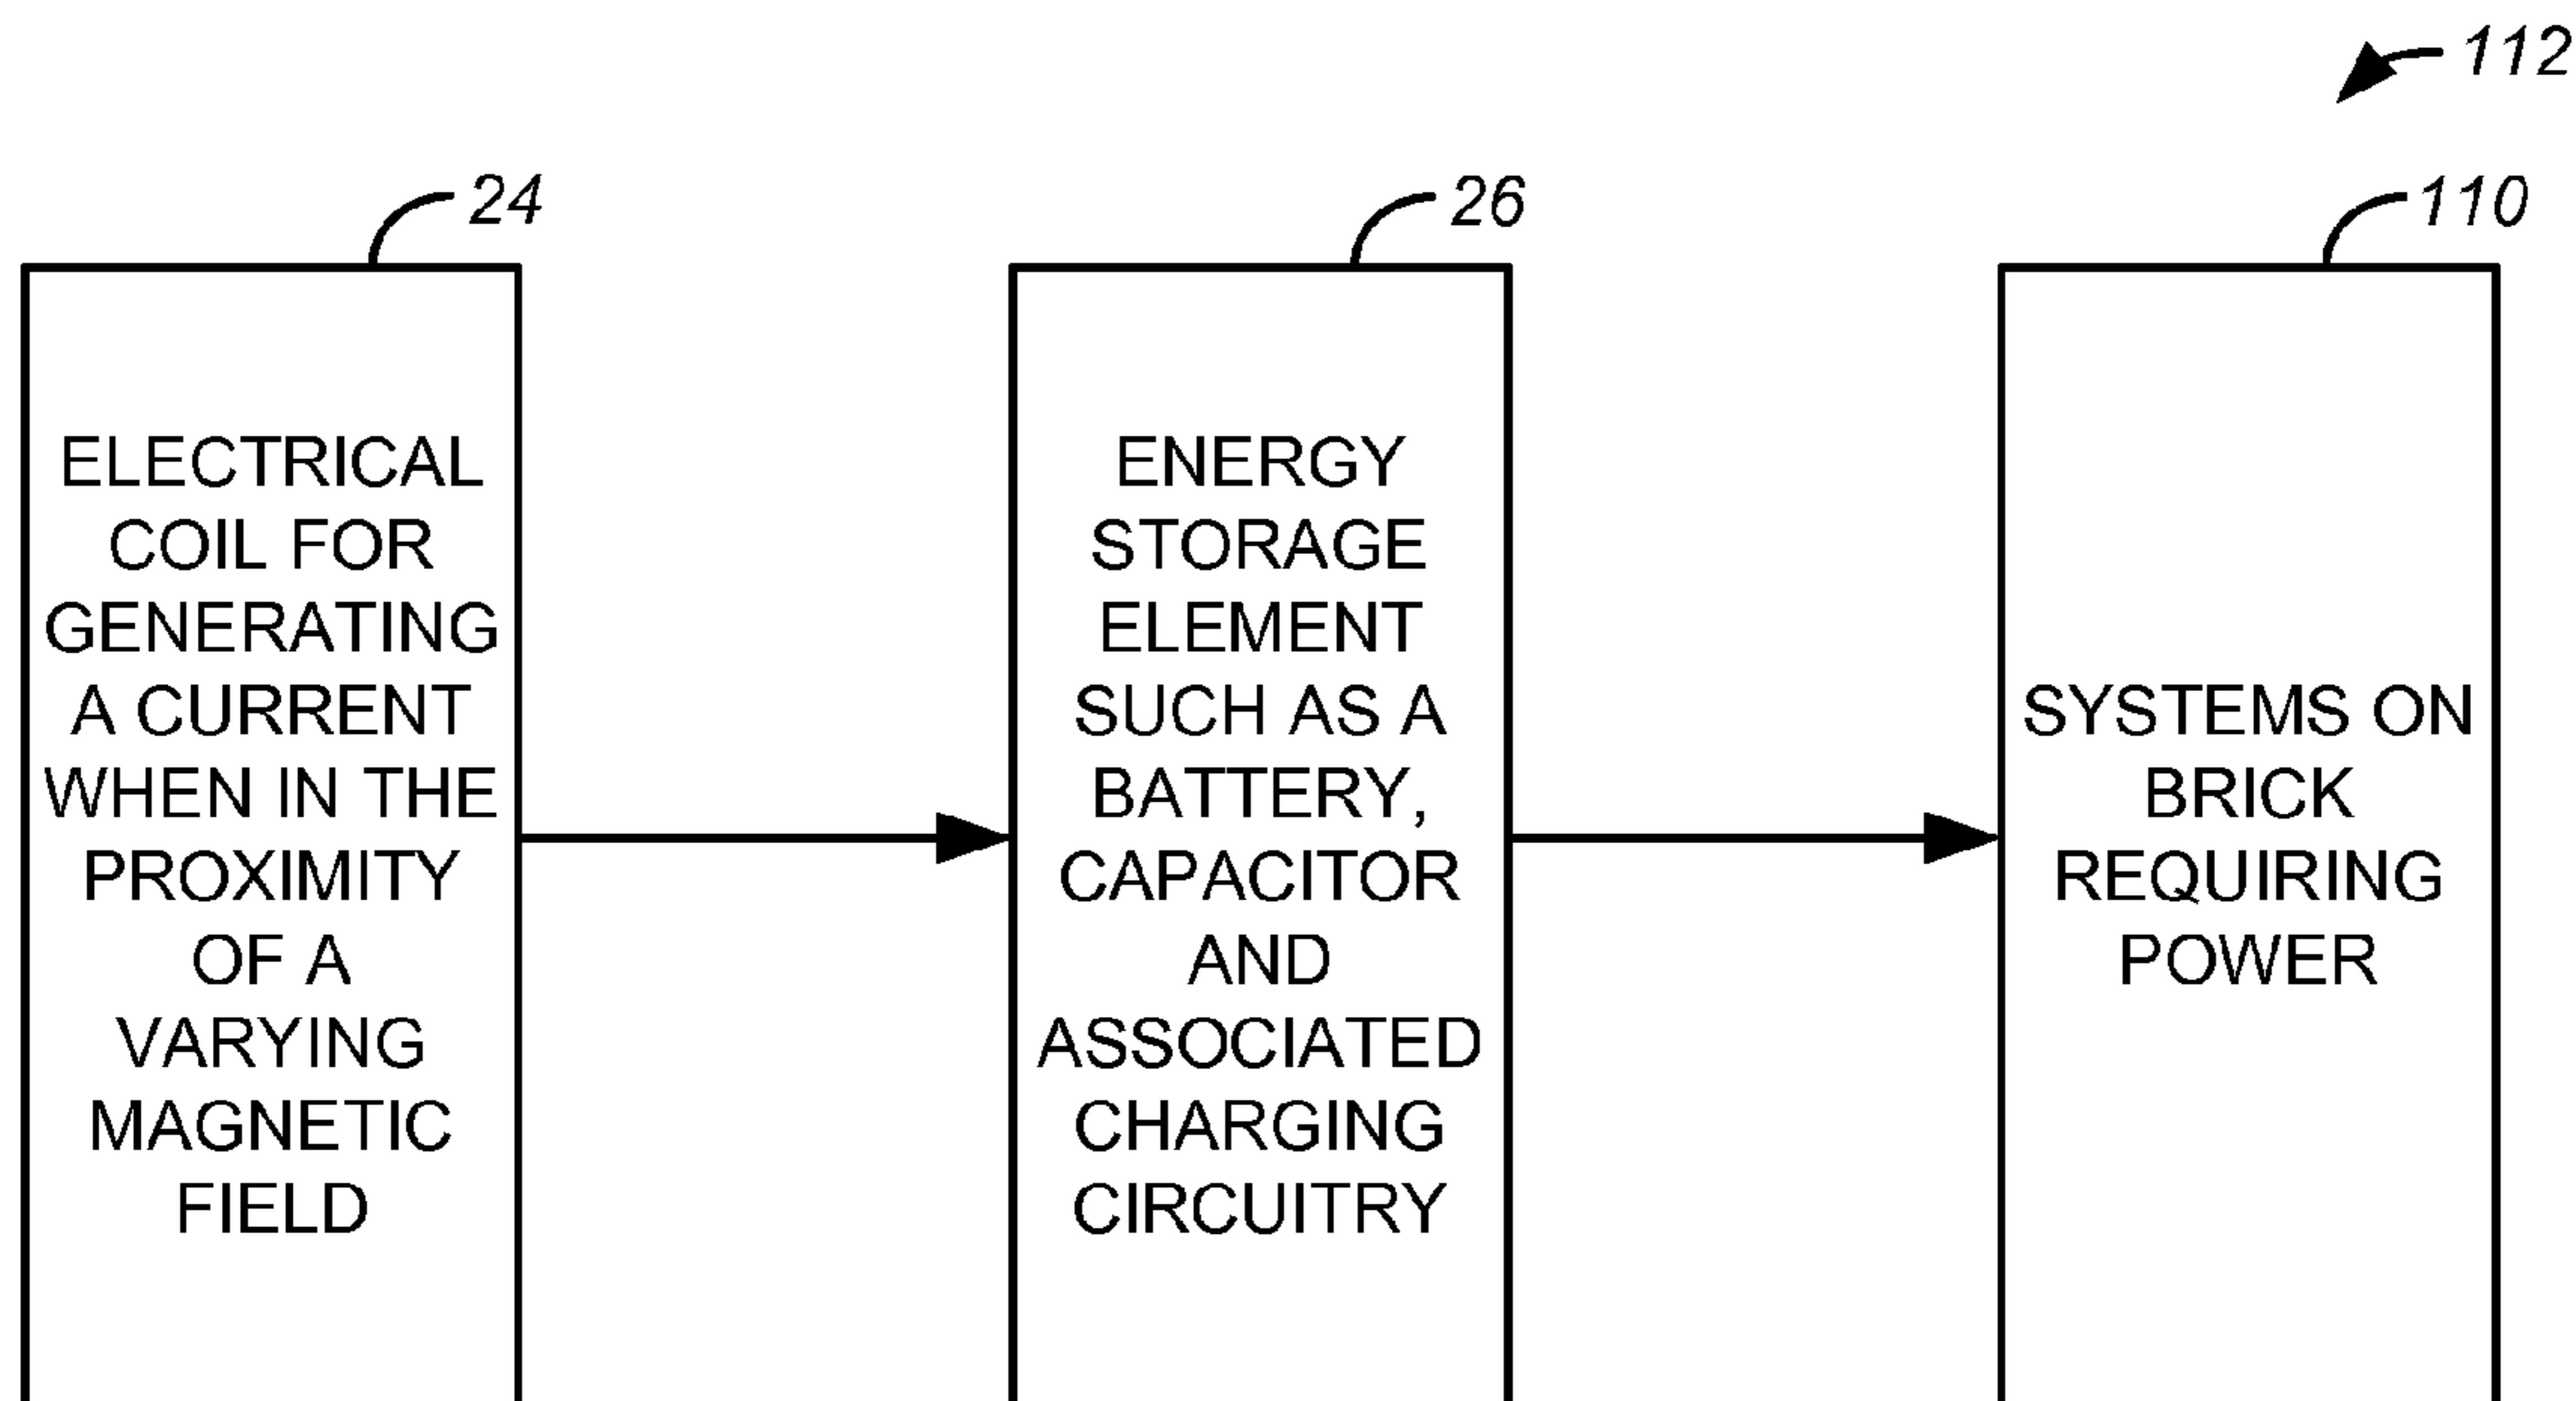 112
24
26
110
ELECTRICAL
COIL FOR
GENERATING
A CURRENT
WHEN IN THE
PROXIMITY
OF A
VARYING
MAGNETIC
FIELD
ENERGY
STORAGE
ELEMENT
SUCH AS A
BATTERY,
CAPACITOR
AND
ASSOCIATED
CHARGING
CIRCUITRY
SYSTEMS ON
BRICK
REQUIRING
POWER